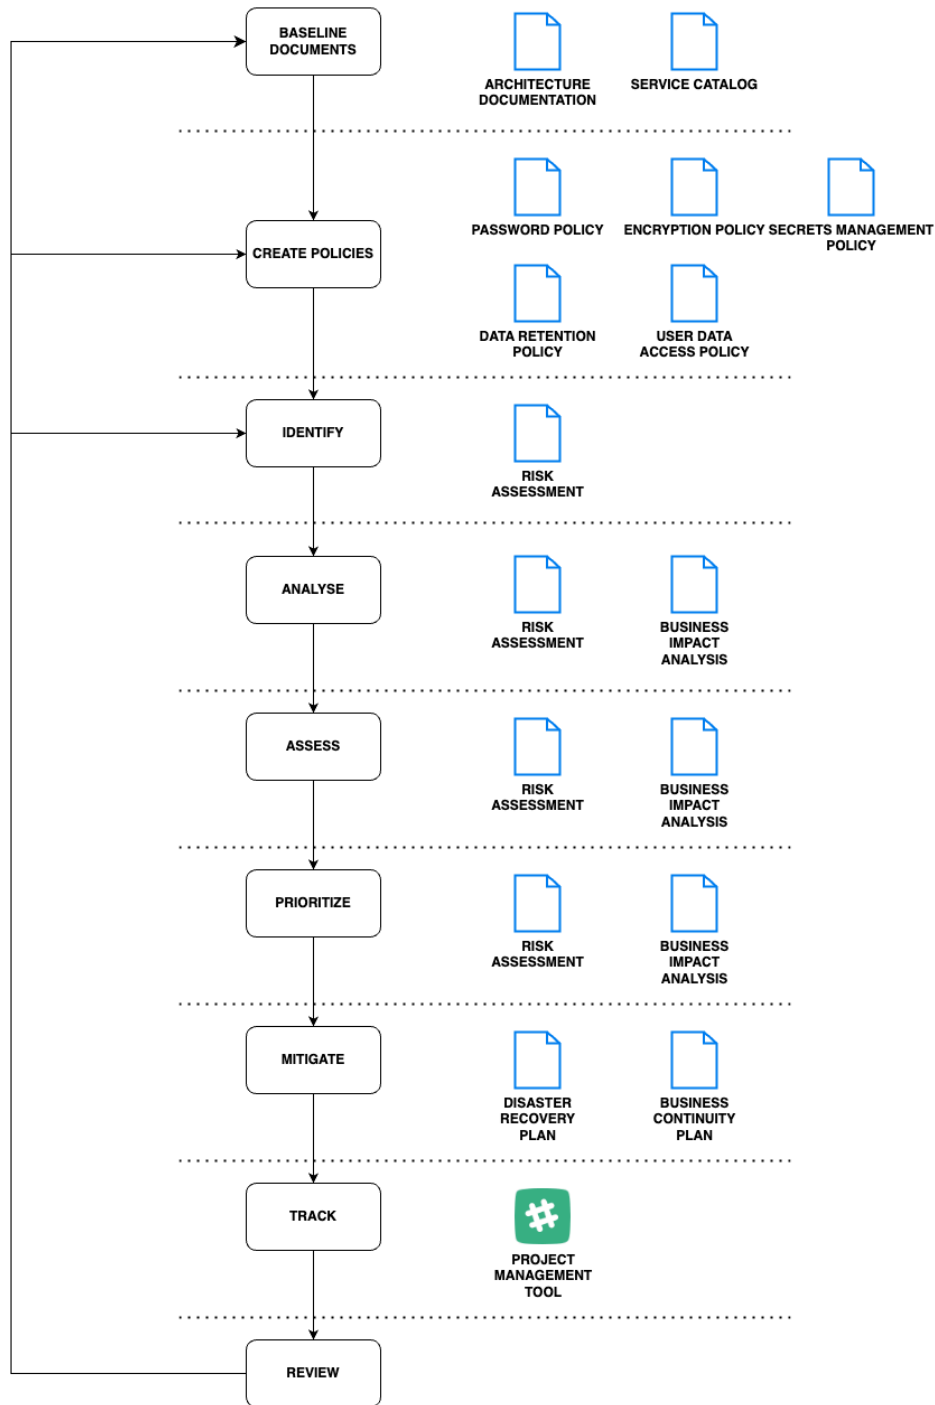 BASELINE
DOCUMENTS
ARCHITECTURE
DOCUMENTATION
SERVICE CATALOG
CREATE POLICIES
PASSWORD POLICY
ENCRYPTION POLICY
SECRETS MANAGEMENT
POLICY
DATA RETENTION
POLICY
USER DATA
ACCESS POLICY
IDENTIFY
RISK
ASSESSMENT
ANALYSE
RISK
ASSESSMENT
BUSINESS
IMPACT
ANALYSIS
ASSESS
RISK
ASSESSMENT
BUSINESS
IMPACT
ANALYSIS
PRIORITIZE
RISK
ASSESSMENT
BUSINESS
IMPACT
ANALYSIS
MITIGATE
DISASTER
RECOVERY
PLAN
BUSINESS
CONTINUITY
PLAN
TRACK
PROJECT
MANAGEMENT
TOOL
REVIEW